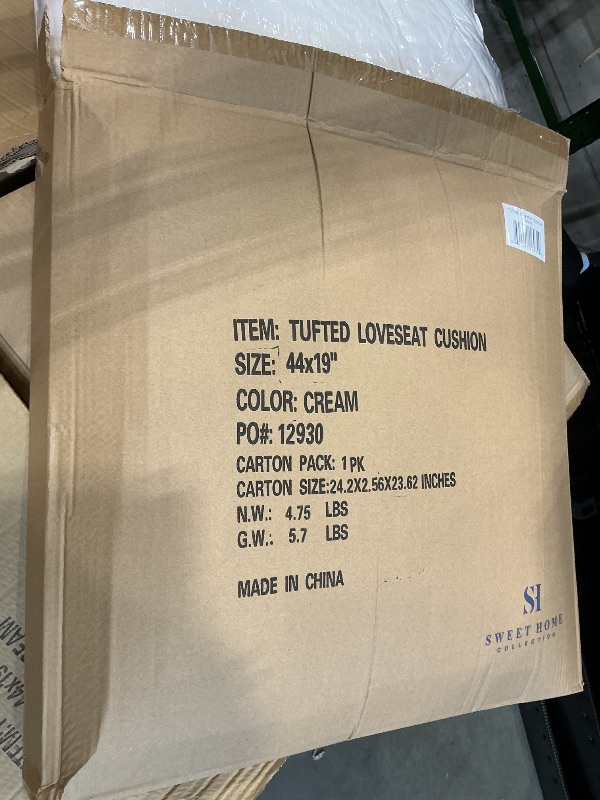 ITEM: TUFTED LOVESEAT CUSHION
SIZE: 44x19"
COLOR: CREAM
PO#: 12930
CARTON PACK: 1PK
CARTON SIZE:24.2X2.56X23.62 INCHES
N.W.: 4.75 LBS
G.W.: 5.7 LBS
MADE IN CHINA
SH
SWEET HOME
COLLECTION